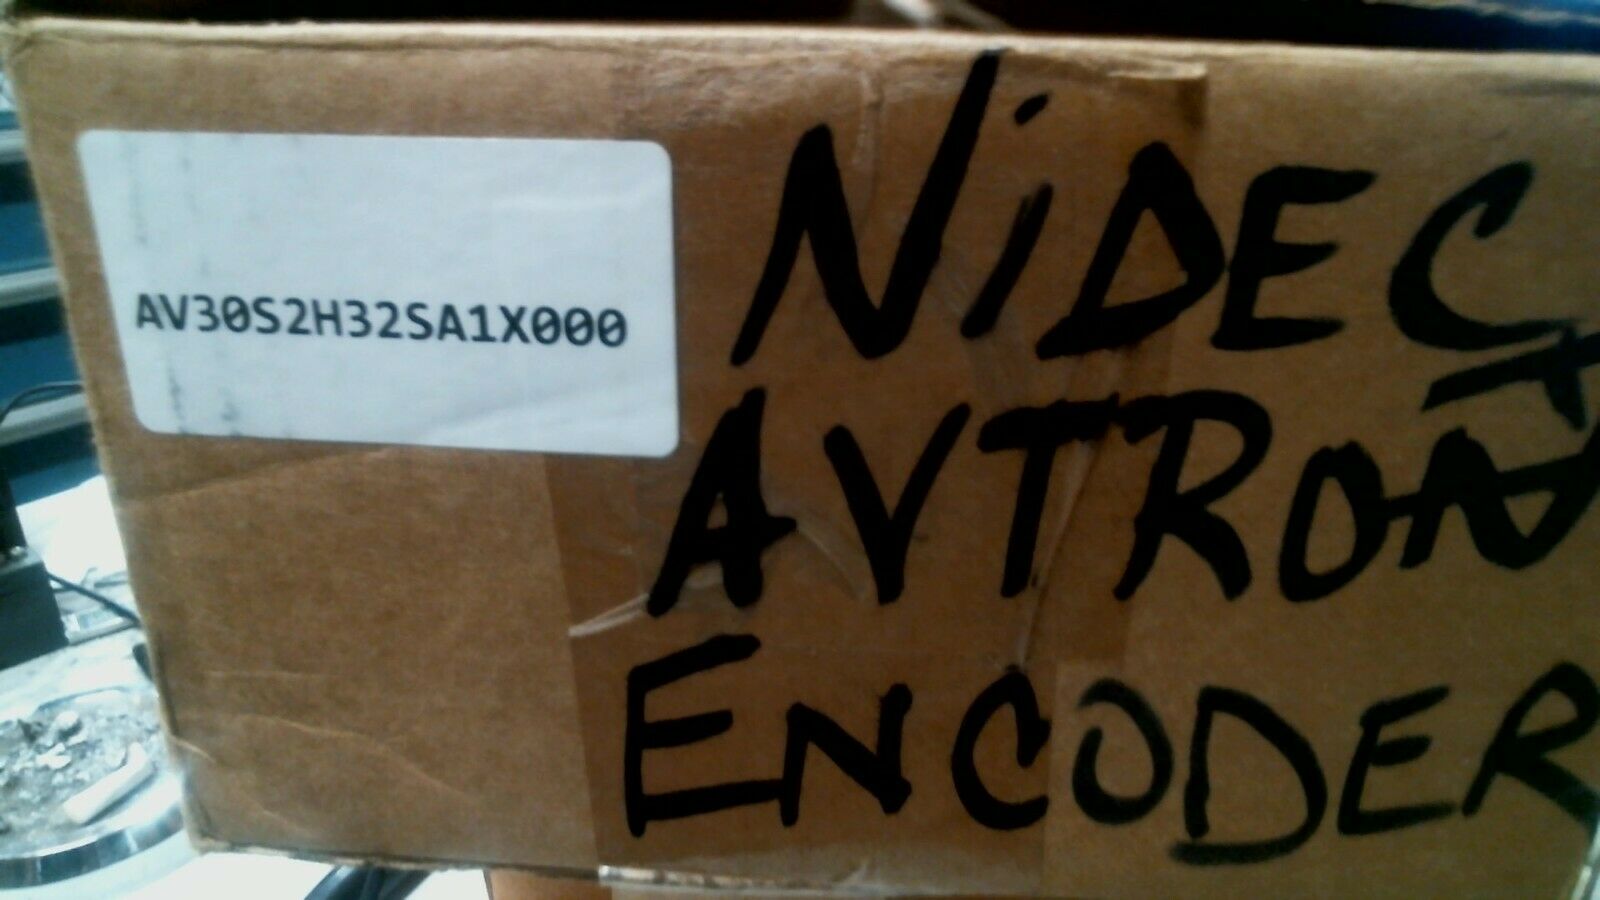 AV30S2H32SA1X000
NiDEC
AVTRON
ENCODER